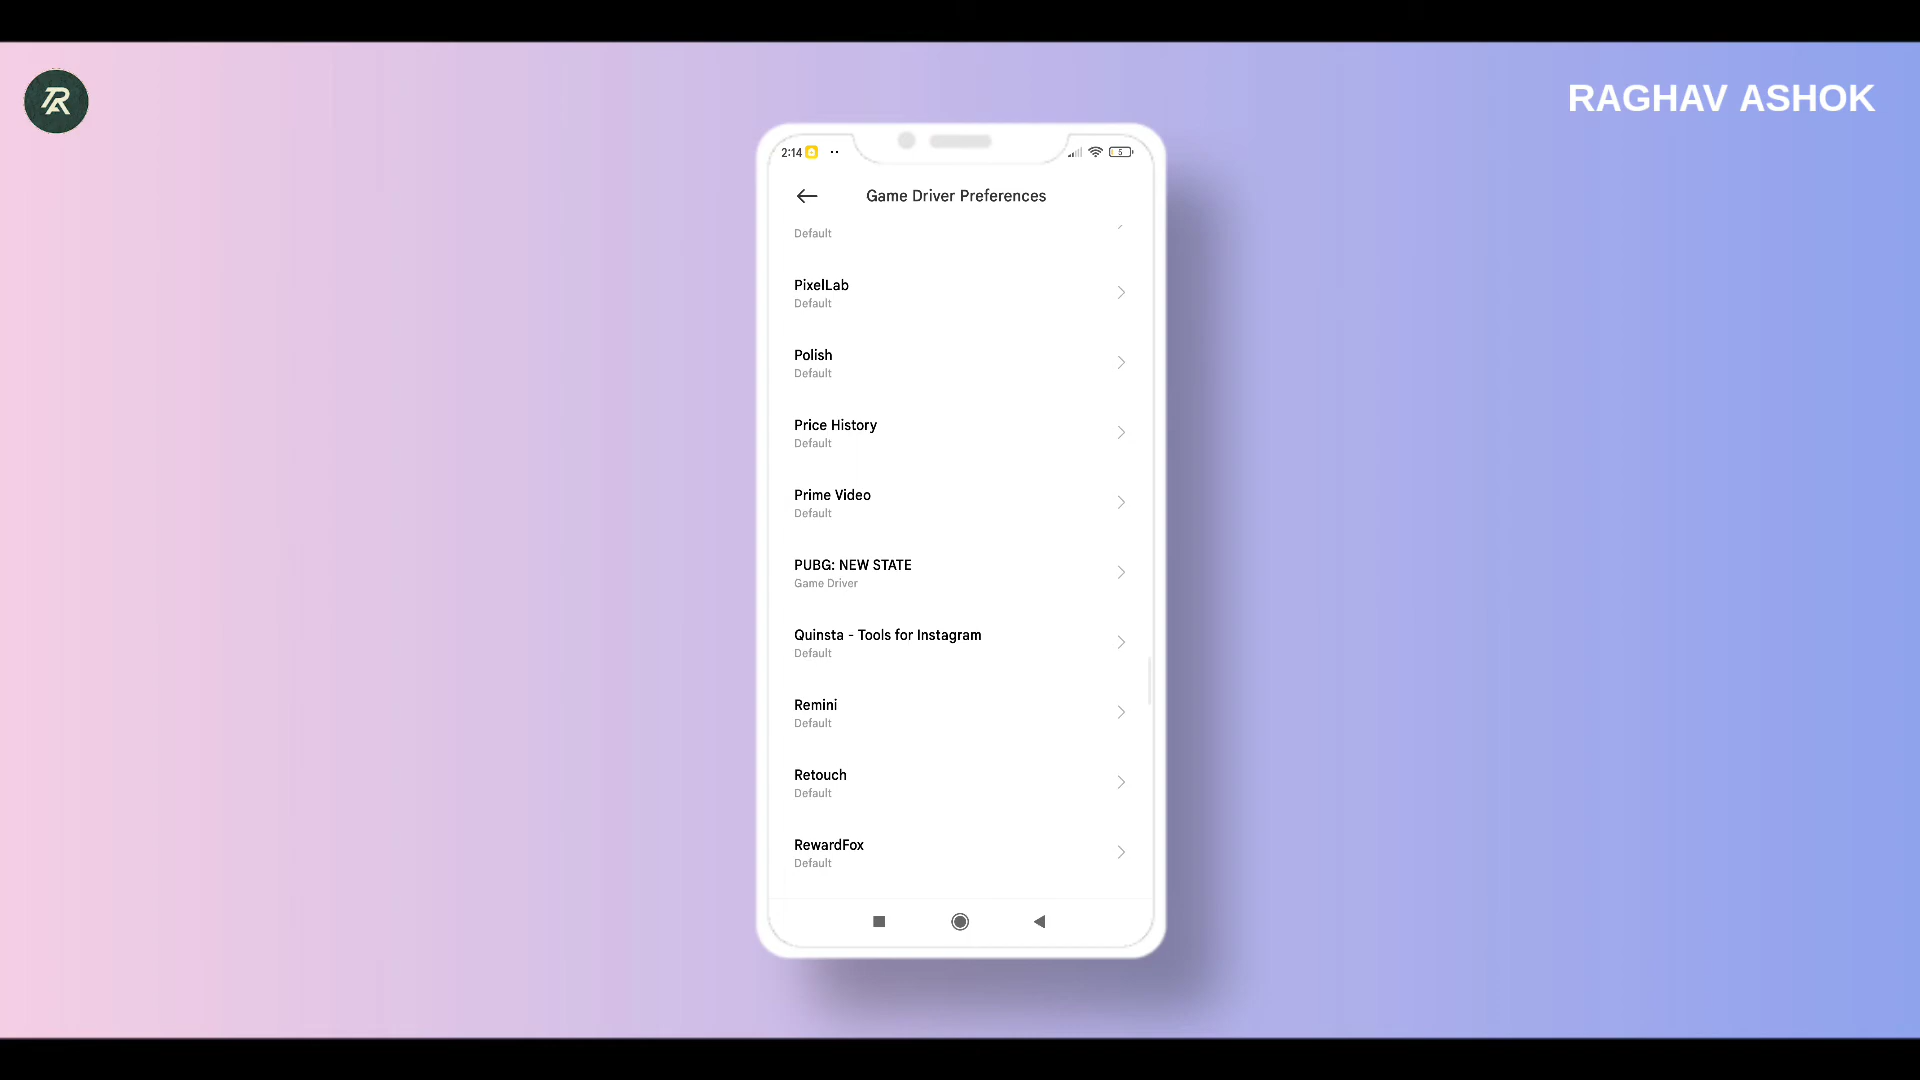 RAGHAV ASHOK
2:14
5
Game Driver Preferences
Default
PixelLab
Default
Polish
Default
Price History
Default
Prime Video
Default
PUBG: NEW STATE
Game Driver
Quinsta - Tools for Instagram
Default
Remini
Default
Retouch
Default
RewardFox
Default